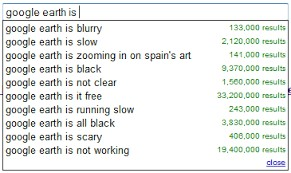 google earth is
google earth is blurry 133,000 results
google earth is slow 2,120,000 results
google earth is zooming in on spain's art 141,000 results
google earth is black 9,370,000 results
google earth is not clear 1,560,000 results
google earth is it free 33,200,000 results
google earth is running slow 243,000 results
google earth is all black 3,830,000 results
google earth is scary 406,000 results
google earth is not working 19,400,000 results
close